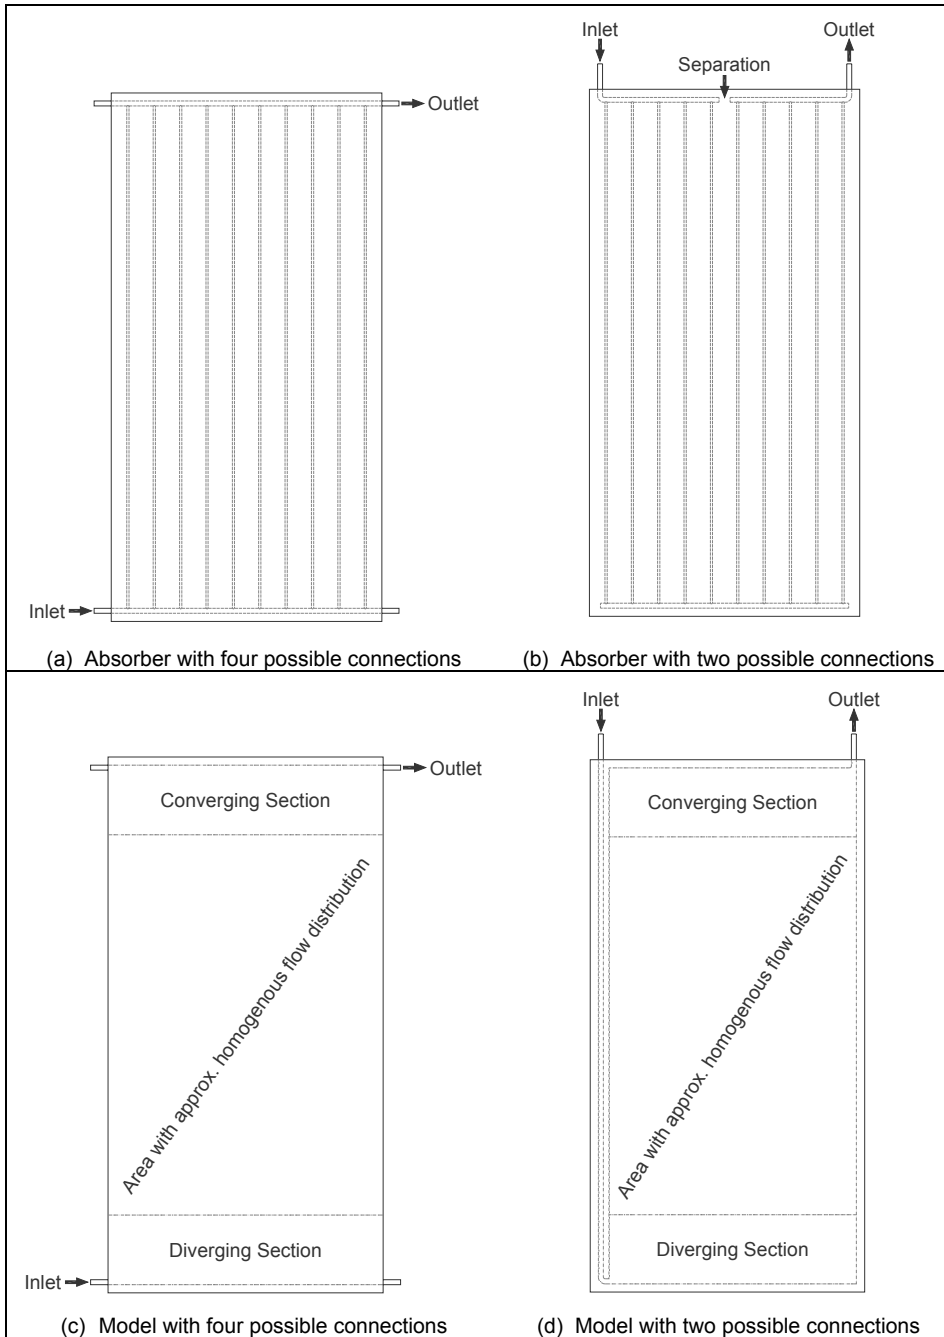 Inlet
Outlet
Separation
Outlet
Inlet
(a) Absorber with four possible connections
(b) Absorber with two possible connections
Inlet
Outlet
Outlet
Converging Section
Converging Section
Area with approx. homogenous flow distribution
Area with approx. homogenous flow distribution
Diverging Section
Diverging Section
Inlet
(c) Model with four possible connections
(d) Model with two possible connections